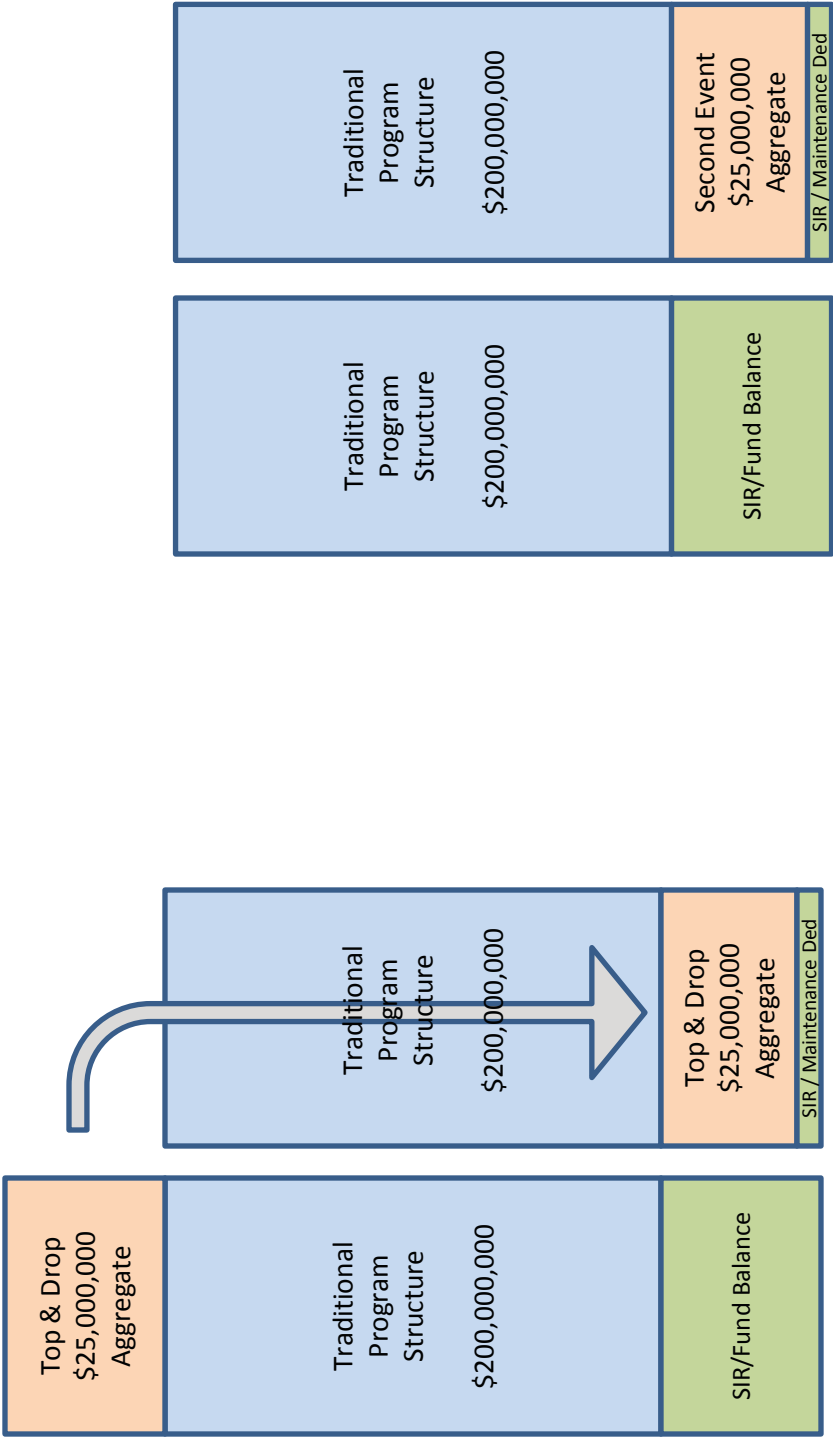 Top & Drop
$25,000,000
Aggregate
Traditional
Program
Structure
$200,000,000
SIR/Fund Balance
Traditional
Program
Structure
$200,000,000
Top & Drop
$25,000,000
Aggregate
SIR / Maintenance Ded
Traditional
Program
Structure
$200,000,000
SIR/Fund Balance
Traditional
Program
Structure
$200,000,000
Second Event
$25,000,000
Aggregate
SIR / Maintenance Ded